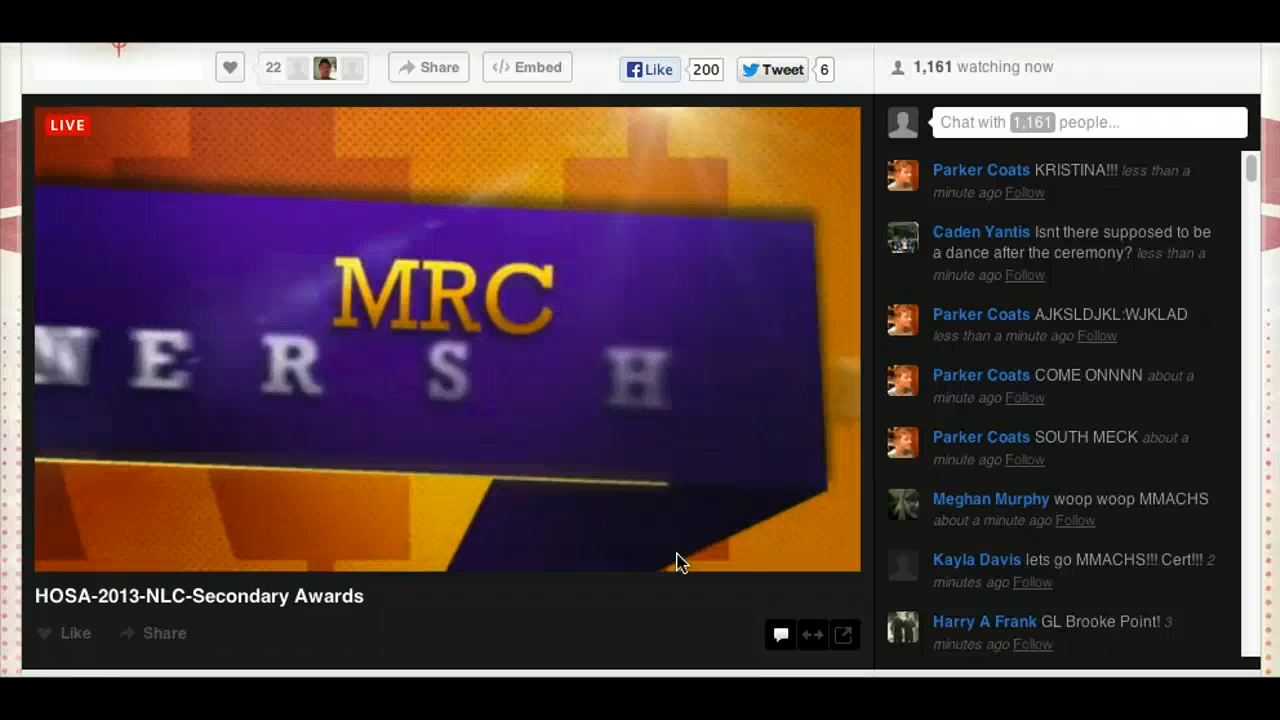 22
Share
Embed
Like
200
Tweet
6
1,161 watching now
LIVE
MRC
NERSH
HOSA-2013-NLC-Secondary Awards
Like
Share
Chat with 1,161 people...
Parker Coats KRISTINA!!! less than a
minute ago Follow
Caden Yantis Isnt there supposed to be
a dance after the ceremony? less than a
minute ago Follow
Parker Coats AJKSLDJKL:WJKLAD
less than a minute ago Follow
Parker Coats COME ONNNN about a
minute ago Follow
Parker Coats SOUTH MECK about a
minute ago Follow
Meghan Murphy woop woop MMACHS
about a minute ago Follow
Kayla Davis lets go MMACHS!!! Cert!!! 2
minutes ago Follow
Harry A Frank GL Brooke Point! 3
minutes ago Follow